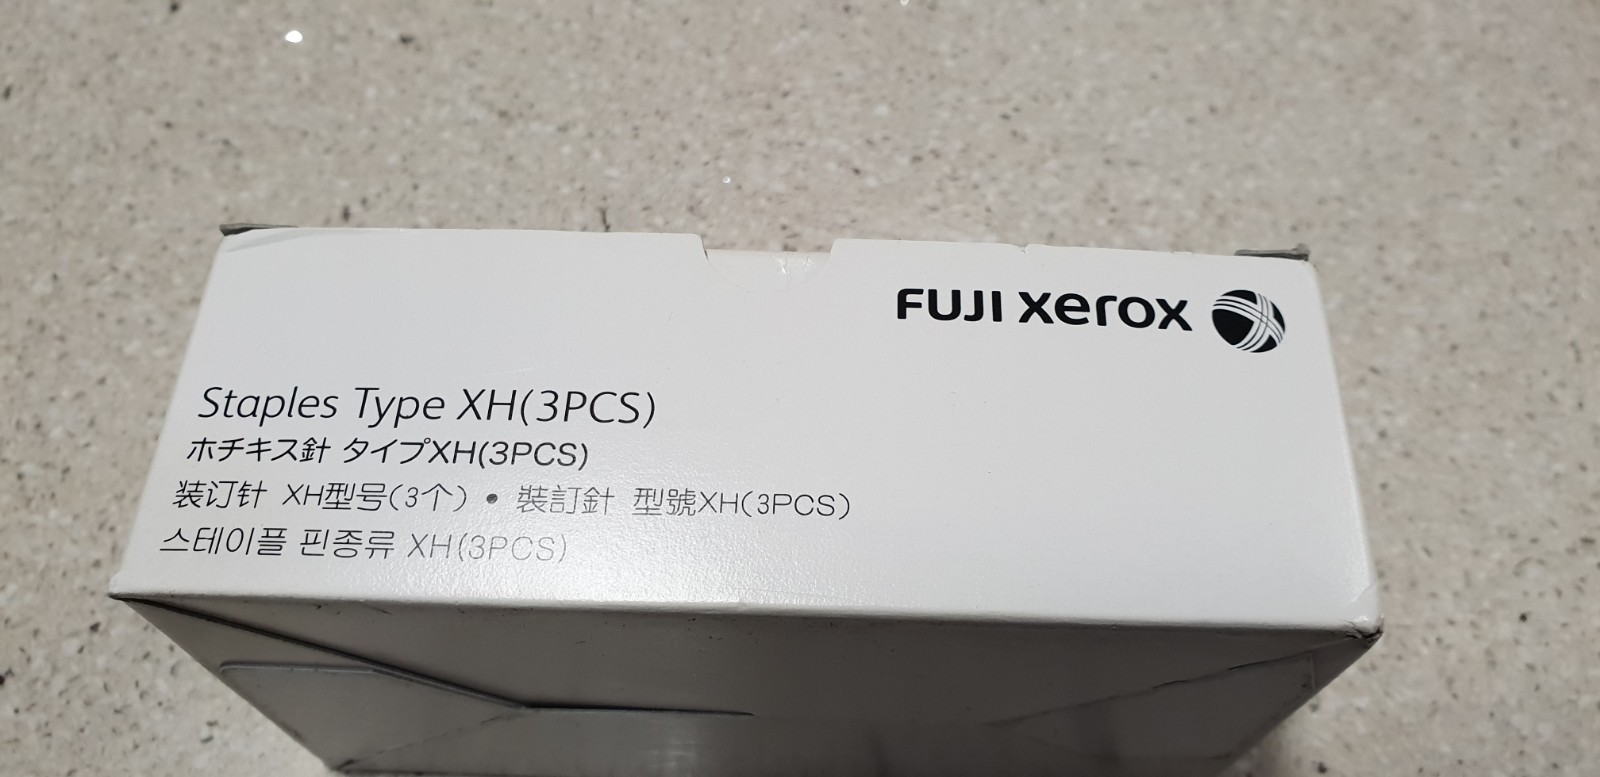 FUJI xerox
Staples Type XH(3PCS)
ホチキス針 タイプXH(3PCS)
装订针 XH型号(3个) • 裝訂針 型號XH(3PCS)
스테이플 핀종류 XH(3PCS)